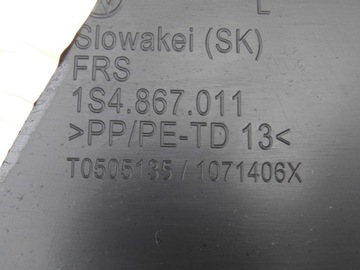 L
Slowakei (SK)
FRS
1S4.867.011
>PP/PE-TD 13<
T0505135 / 1071406X